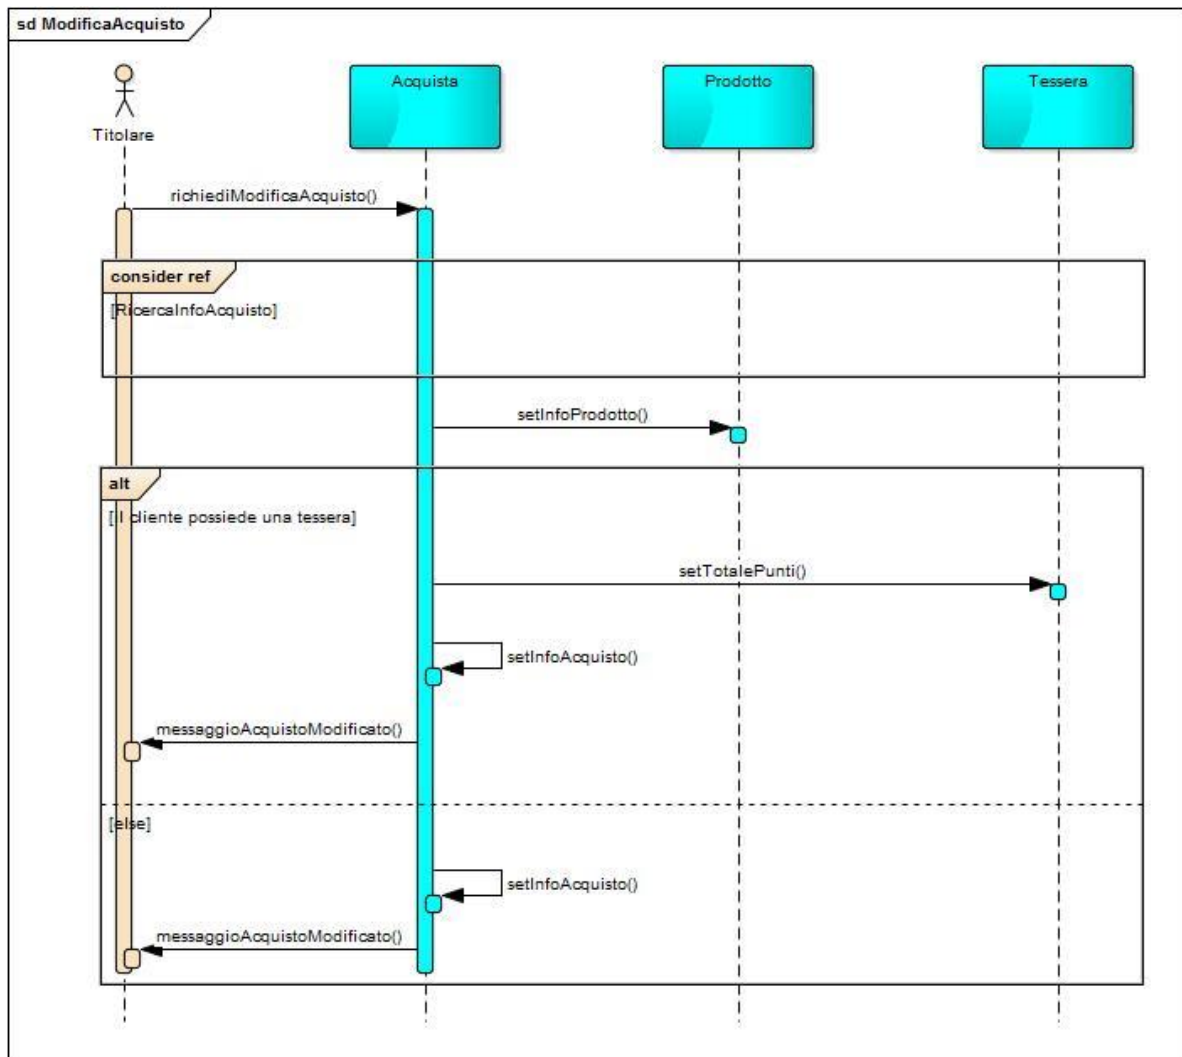 sd ModificaAcquisto
Titolare
Acquista
Prodotto
Tessera
richiediModificaAcquisto()
consider ref
[RicercaInfoAcquisto]
setInfoProdotto()
alt
[il cliente possiede una tessera]
setTotalePunti()
setInfoAcquisto()
messaggioAcquistoModificato()
[else]
setInfoAcquisto()
messaggioAcquistoModificato()